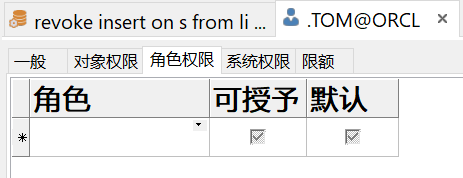 revoke insert on s from li ... .TOM@ORCL ×
一般 对象权限 角色权限 系统权限 限额
角色 可授予 默认
*